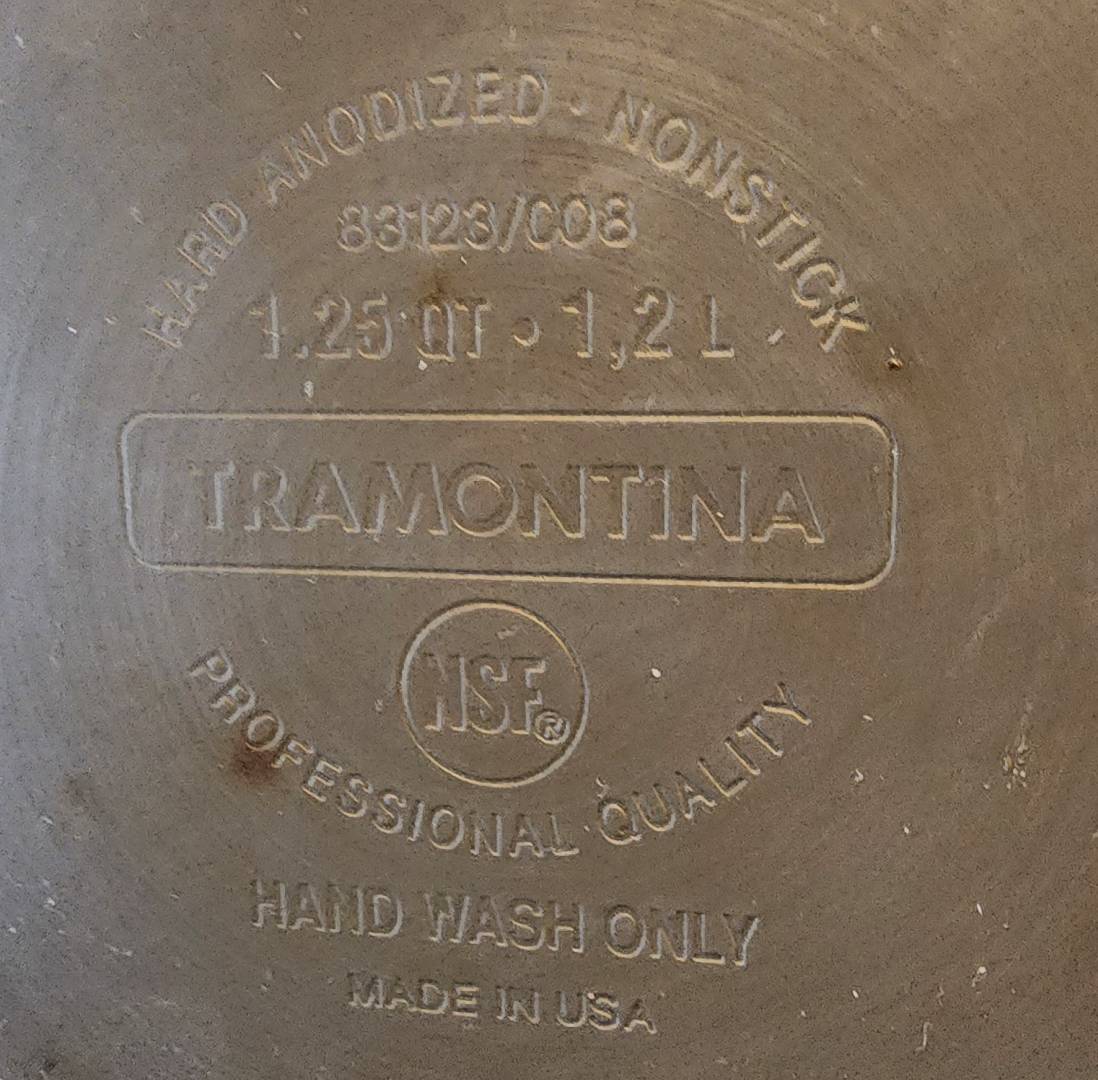 HARD ANODIZED • NONSTICK
83123/C08
1.25 QT • 1,2 L
TRAMONTINA
NSF®
PROFESSIONAL QUALITY
HAND WASH ONLY
MADE IN USA